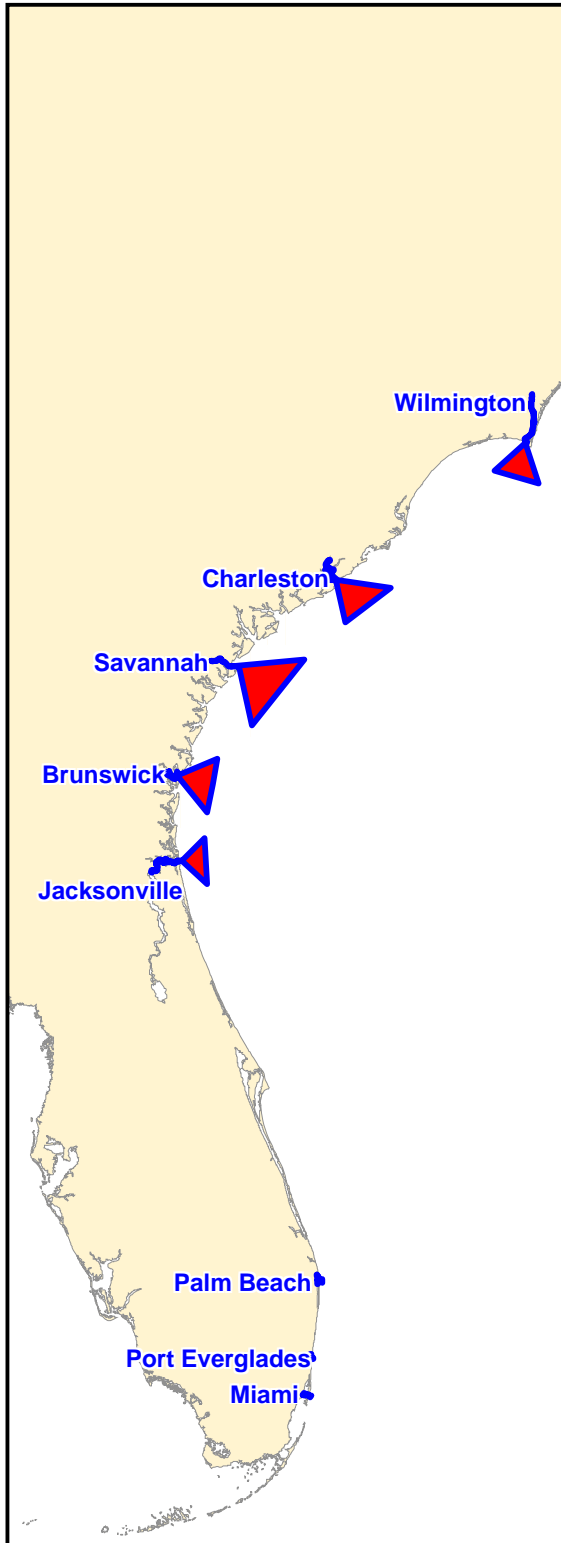 Wilmington
Charleston
Savannah
Brunswick
Jacksonville
Palm Beach
Port Everglades
Miami